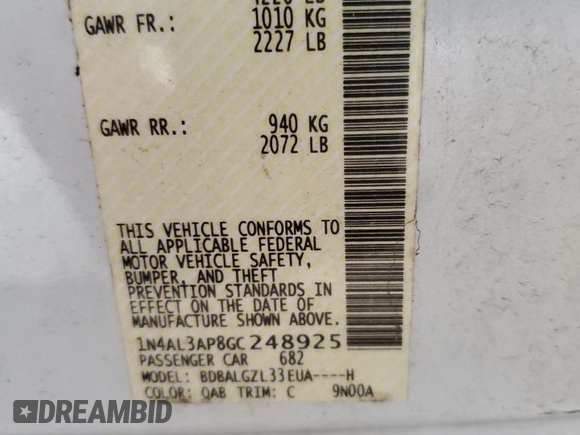 GAWR FR.: 1010 KG
2227 LB
GAWR RR.: 940 KG
2072 LB
THIS VEHICLE CONFORMS TO
ALL APPLICABLE FEDERAL
MOTOR VEHICLE SAFETY,
BUMPER, AND THEFT
PREVENTION STANDARDS IN
EFFECT ON THE DATE OF
MANUFACTURE SHOWN ABOVE.
1N4AL3AP8GC248925
PASSENGER CAR 682
MODEL: BDBALGZL33EUA----H
COLOR: QAB TRIM: C 9N00A
DREAMBID